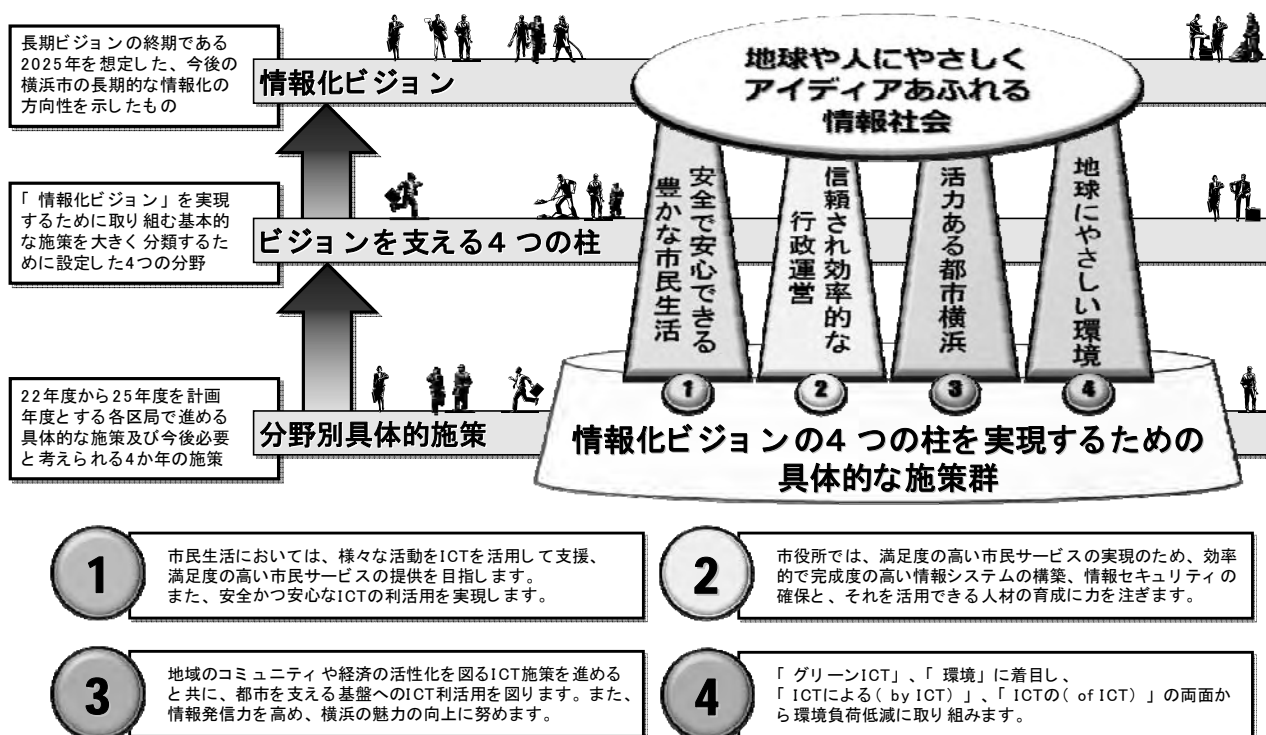 長期ビジョンの終期である
2025年を想定した、今後の
横浜市の長期的な情報化の
方向性を示したもの
情報化ビジョン
地球や人にやさしく
アイディアあふれる
情報社会
「情報化ビジョン」を実現
するために取り組む基本的
な施策を大きく分類するた
めに設定した4つの分野
ビジョンを支える4つの柱
安全で安心できる
豊かな市民生活
信頼され効率的な
行政運営
活力ある都市横浜
地球にやさしい環境
1
2
3
4
22年度から25年度を計画
年度とする各区局で進める
具体的な施策及び今後必要
と考えられる4か年の施策
分野別具体的施策
情報化ビジョンの4つの柱を実現するための
具体的な施策群
1
市民生活においては、様々な活動をICTを活用して支援、
満足度の高い市民サービスの提供を目指します。
また、安全かつ安心なICTの利活用を実現します。
2
市役所では、満足度の高い市民サービスの実現のため、効率
的で完成度の高い情報システムの構築、情報セキュリティの
確保と、それを活用できる人材の育成に力を注ぎます。
3
地域のコミュニティや経済の活性化を図るICT施策を進める
と共に、都市を支える基盤へのICT利活用を図ります。また、
情報発信力を高め、横浜の魅力の向上に努めます。
4
「グリーンICT」、「環境」に着目し、
「ICTによる(by ICT)」、「ICTの(of ICT)」の両面か
ら環境負荷低減に取り組みます。